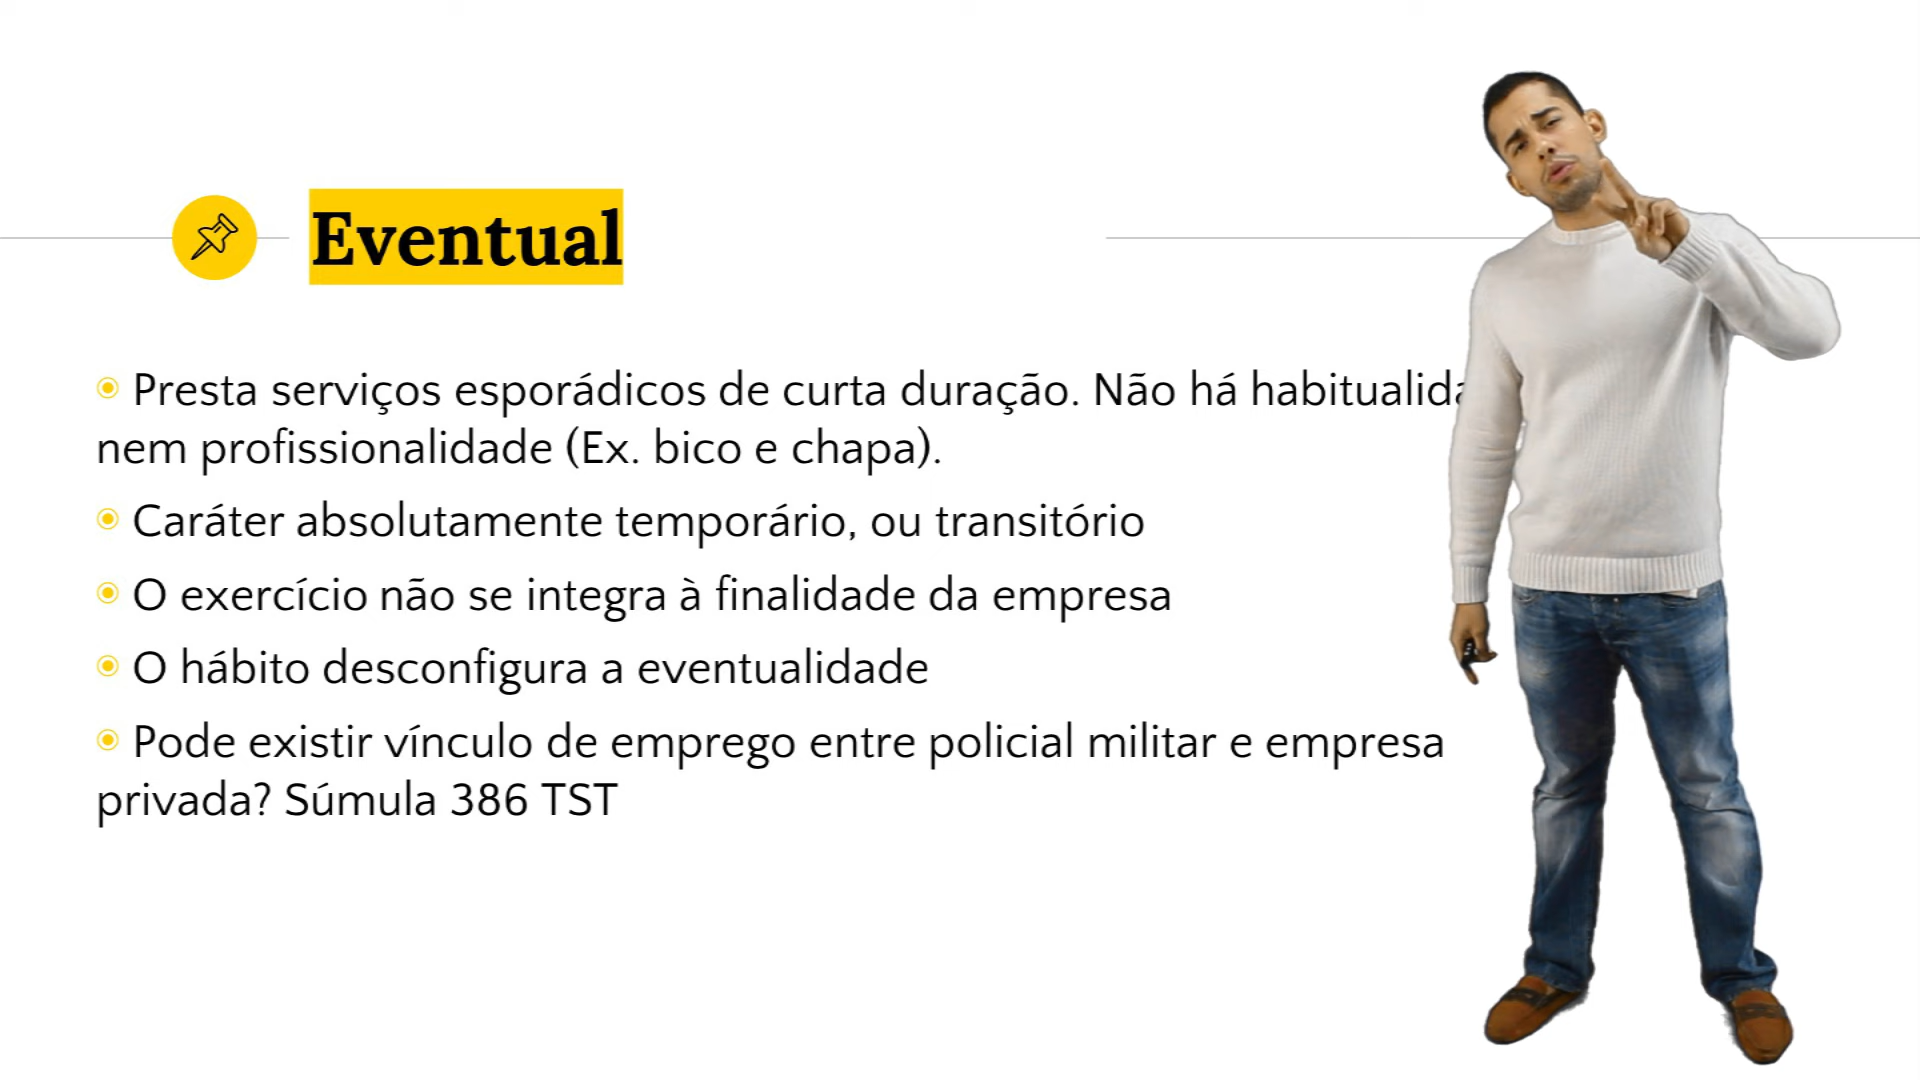 Eventual
Presta serviços esporádicos de curta duração. Não há
nem profissionalidade (Ex. bico e chapa).
Caráter absolutamente temporário, ou transitório
O exercício não se integra à finalidade da empresa
O hábito desconfigura a eventualidade
Pode existir vínculo de emprego entre policial militar e empresa
privada? Súmula 386 TST